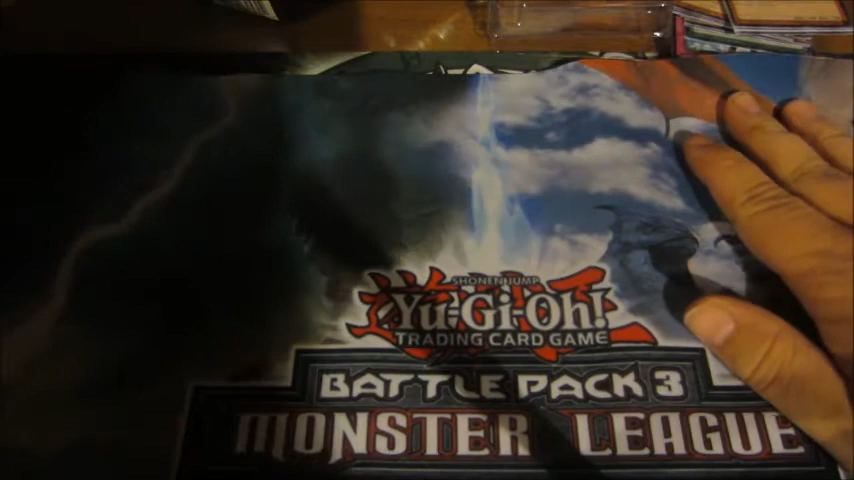 SHONEN JUMP
Yu-Gi-Oh!
TRADING CARD GAME
BATTLE PACK 3
MONSTER LEAGUE